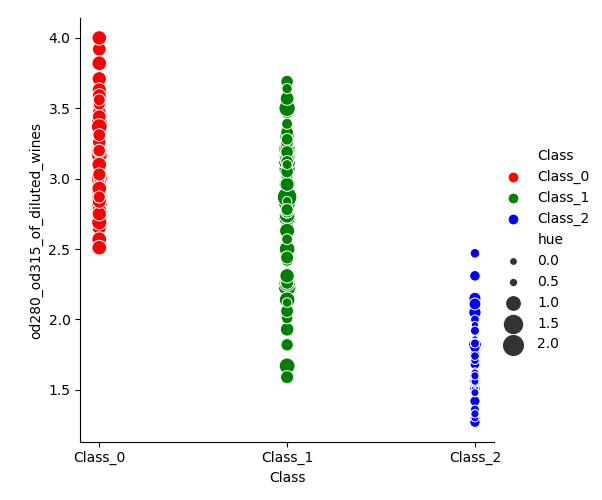 4.0
3.5
3.0
2.5
2.0
1.5
od280_od315_of_diluted_wines
Class_0
Class_1
Class_2
Class
Class
Class_0
Class_1
Class_2
hue
0.0
0.5
1.0
1.5
2.0